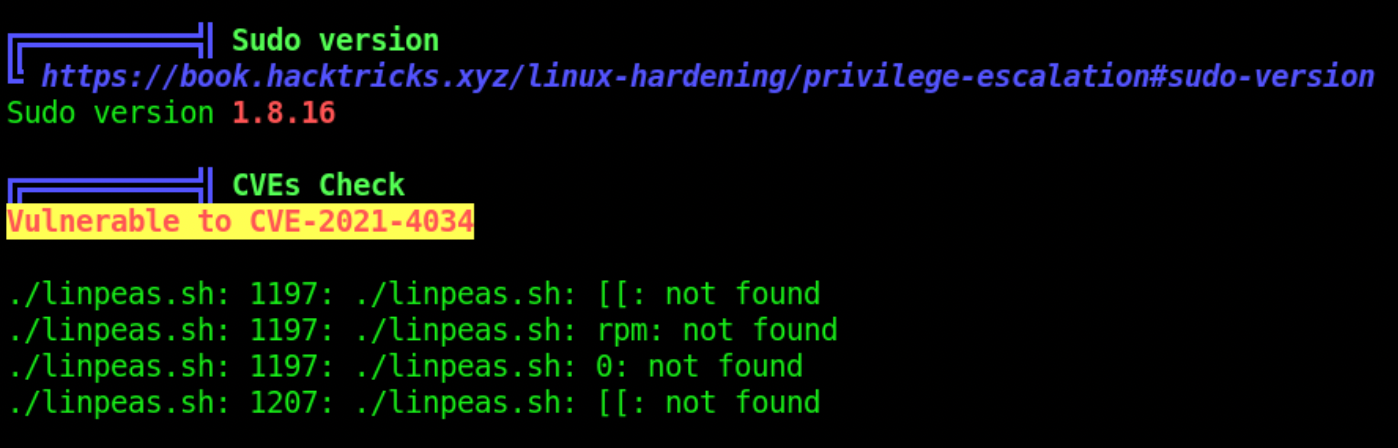 Sudo version
https://book.hacktricks.xyz/linux-hardening/privilege-escalation#sudo-version
Sudo version 1.8.16
CVEs Check
Vulnerable to CVE-2021-4034
./linpeas.sh: 1197: ./linpeas.sh: [[: not found
./linpeas.sh: 1197: ./linpeas.sh: rpm: not found
./linpeas.sh: 1197: ./linpeas.sh: 0: not found
./linpeas.sh: 1207: ./linpeas.sh: [[: not found